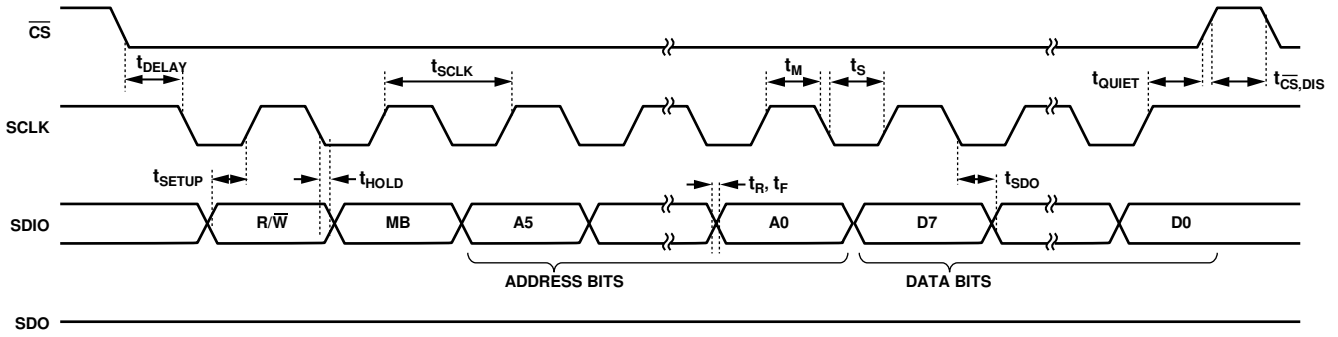 CS
tDELAY
tSCLK
tM
tS
tQUIET
tCS,DIS
SCLK
tSETUP
tHOLD
tR, tF
tSDO
SDIO
R/W
MB
A5
A0
D7
D0
ADDRESS BITS
DATA BITS
SDO